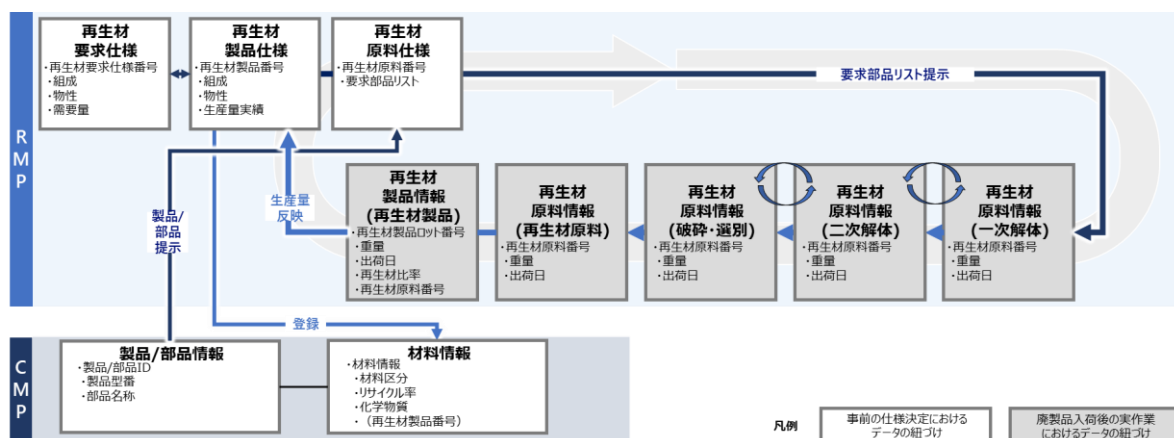 再生材
要求仕様
・再生材要求仕様番号
・組成
・物性
・需要量
再生材
製品仕様
・再生材製品番号
・組成
・物性
・生産量実績
再生材
原料仕様
・再生材原料番号
・要求部品リスト
要求部品リスト提示
RMP
製品/
部品
提示
生産量
反映
再生材
製品情報
(再生材製品)
・再生材製品ロット番号
・重量
・出荷日
・再生材比率
・再生材原料番号
再生材
原料情報
(再生材原料)
・再生材原料番号
・重量
・出荷日
再生材
原料情報
(破砕・選別)
・再生材原料番号
・重量
・出荷日
再生材
原料情報
(二次解体)
・再生材原料番号
・重量
・出荷日
再生材
原料情報
(一次解体)
・再生材原料番号
・重量
・出荷日
登録
CMP
製品/部品情報
・製品/部品ID
・製品型番
・部品名称
材料情報
・材料情報
・材料区分
・リサイクル率
・化学物質
・（再生材製品番号）
凡例
事前の仕様決定における
データの紐づけ
廃製品入荷後の実作業
におけるデータの紐づけ